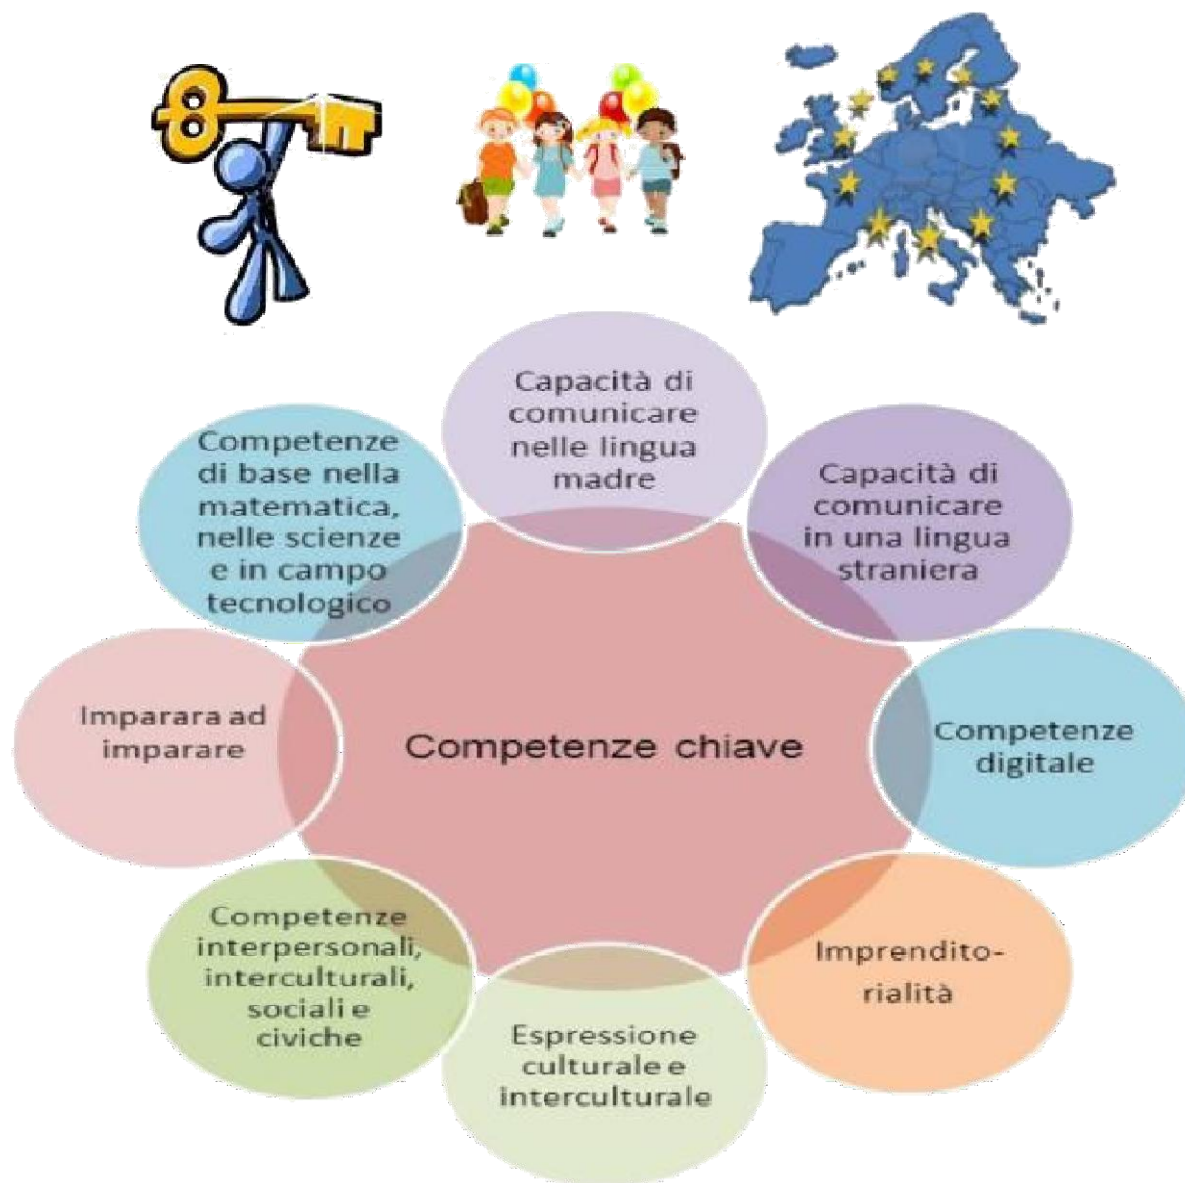 Capacità di
comunicare
nelle lingua
madre
Capacità di
comunicare
in una lingua
straniera
Competenze
digitale
Imprendito-
rialità
Espressione
culturale e
interculturale
Competenze
interpersonali,
interculturali,
sociali e
civiche
Imparara ad
imparare
Competenze
di base nella
matematica,
nelle scienze
e in campo
tecnologico
Competenze chiave